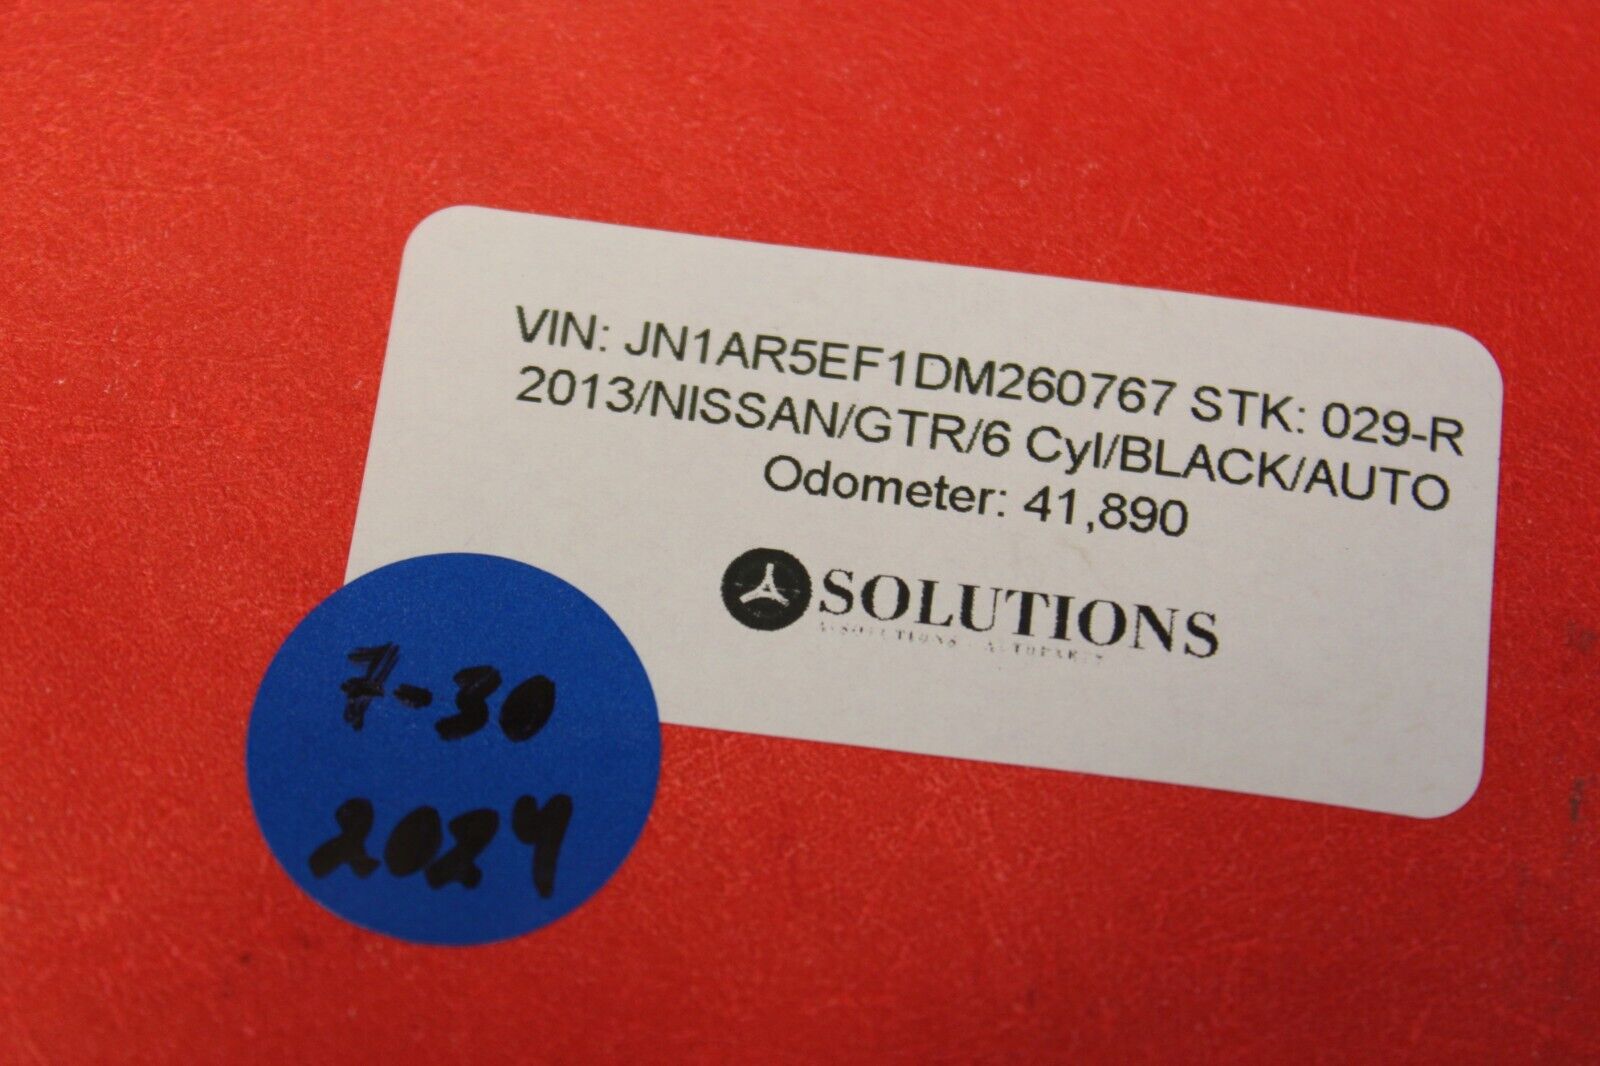 VIN: JN1AR5EF1DM260767 STK: 029-R
2013/NISSAN/GTR/6 Cyl/BLACK/AUTO
Odometer: 41,890
SOLUTIONS
7-30
2024